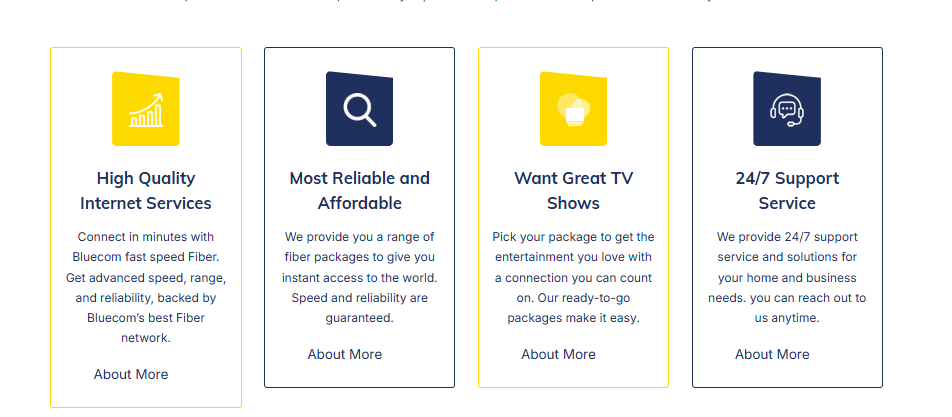 High Quality
Internet Services
Connect in minutes with
Bluecom fast speed Fiber.
Get advanced speed, range,
and reliability, backed by
Bluecom's best Fiber
network.
About More
Most Reliable and
Affordable
We provide you a range of
fiber packages to give you
instant access to the world.
Speed and reliability are
guaranteed.
About More
Want Great TV
Shows
Pick your package to get the
entertainment you love with
a connection you can count
on. Our ready-to-go
packages make it easy.
About More
24/7 Support
Service
We provide 24/7 support
service and solutions for
your home and business
needs. you can reach out to
us anytime.
About More